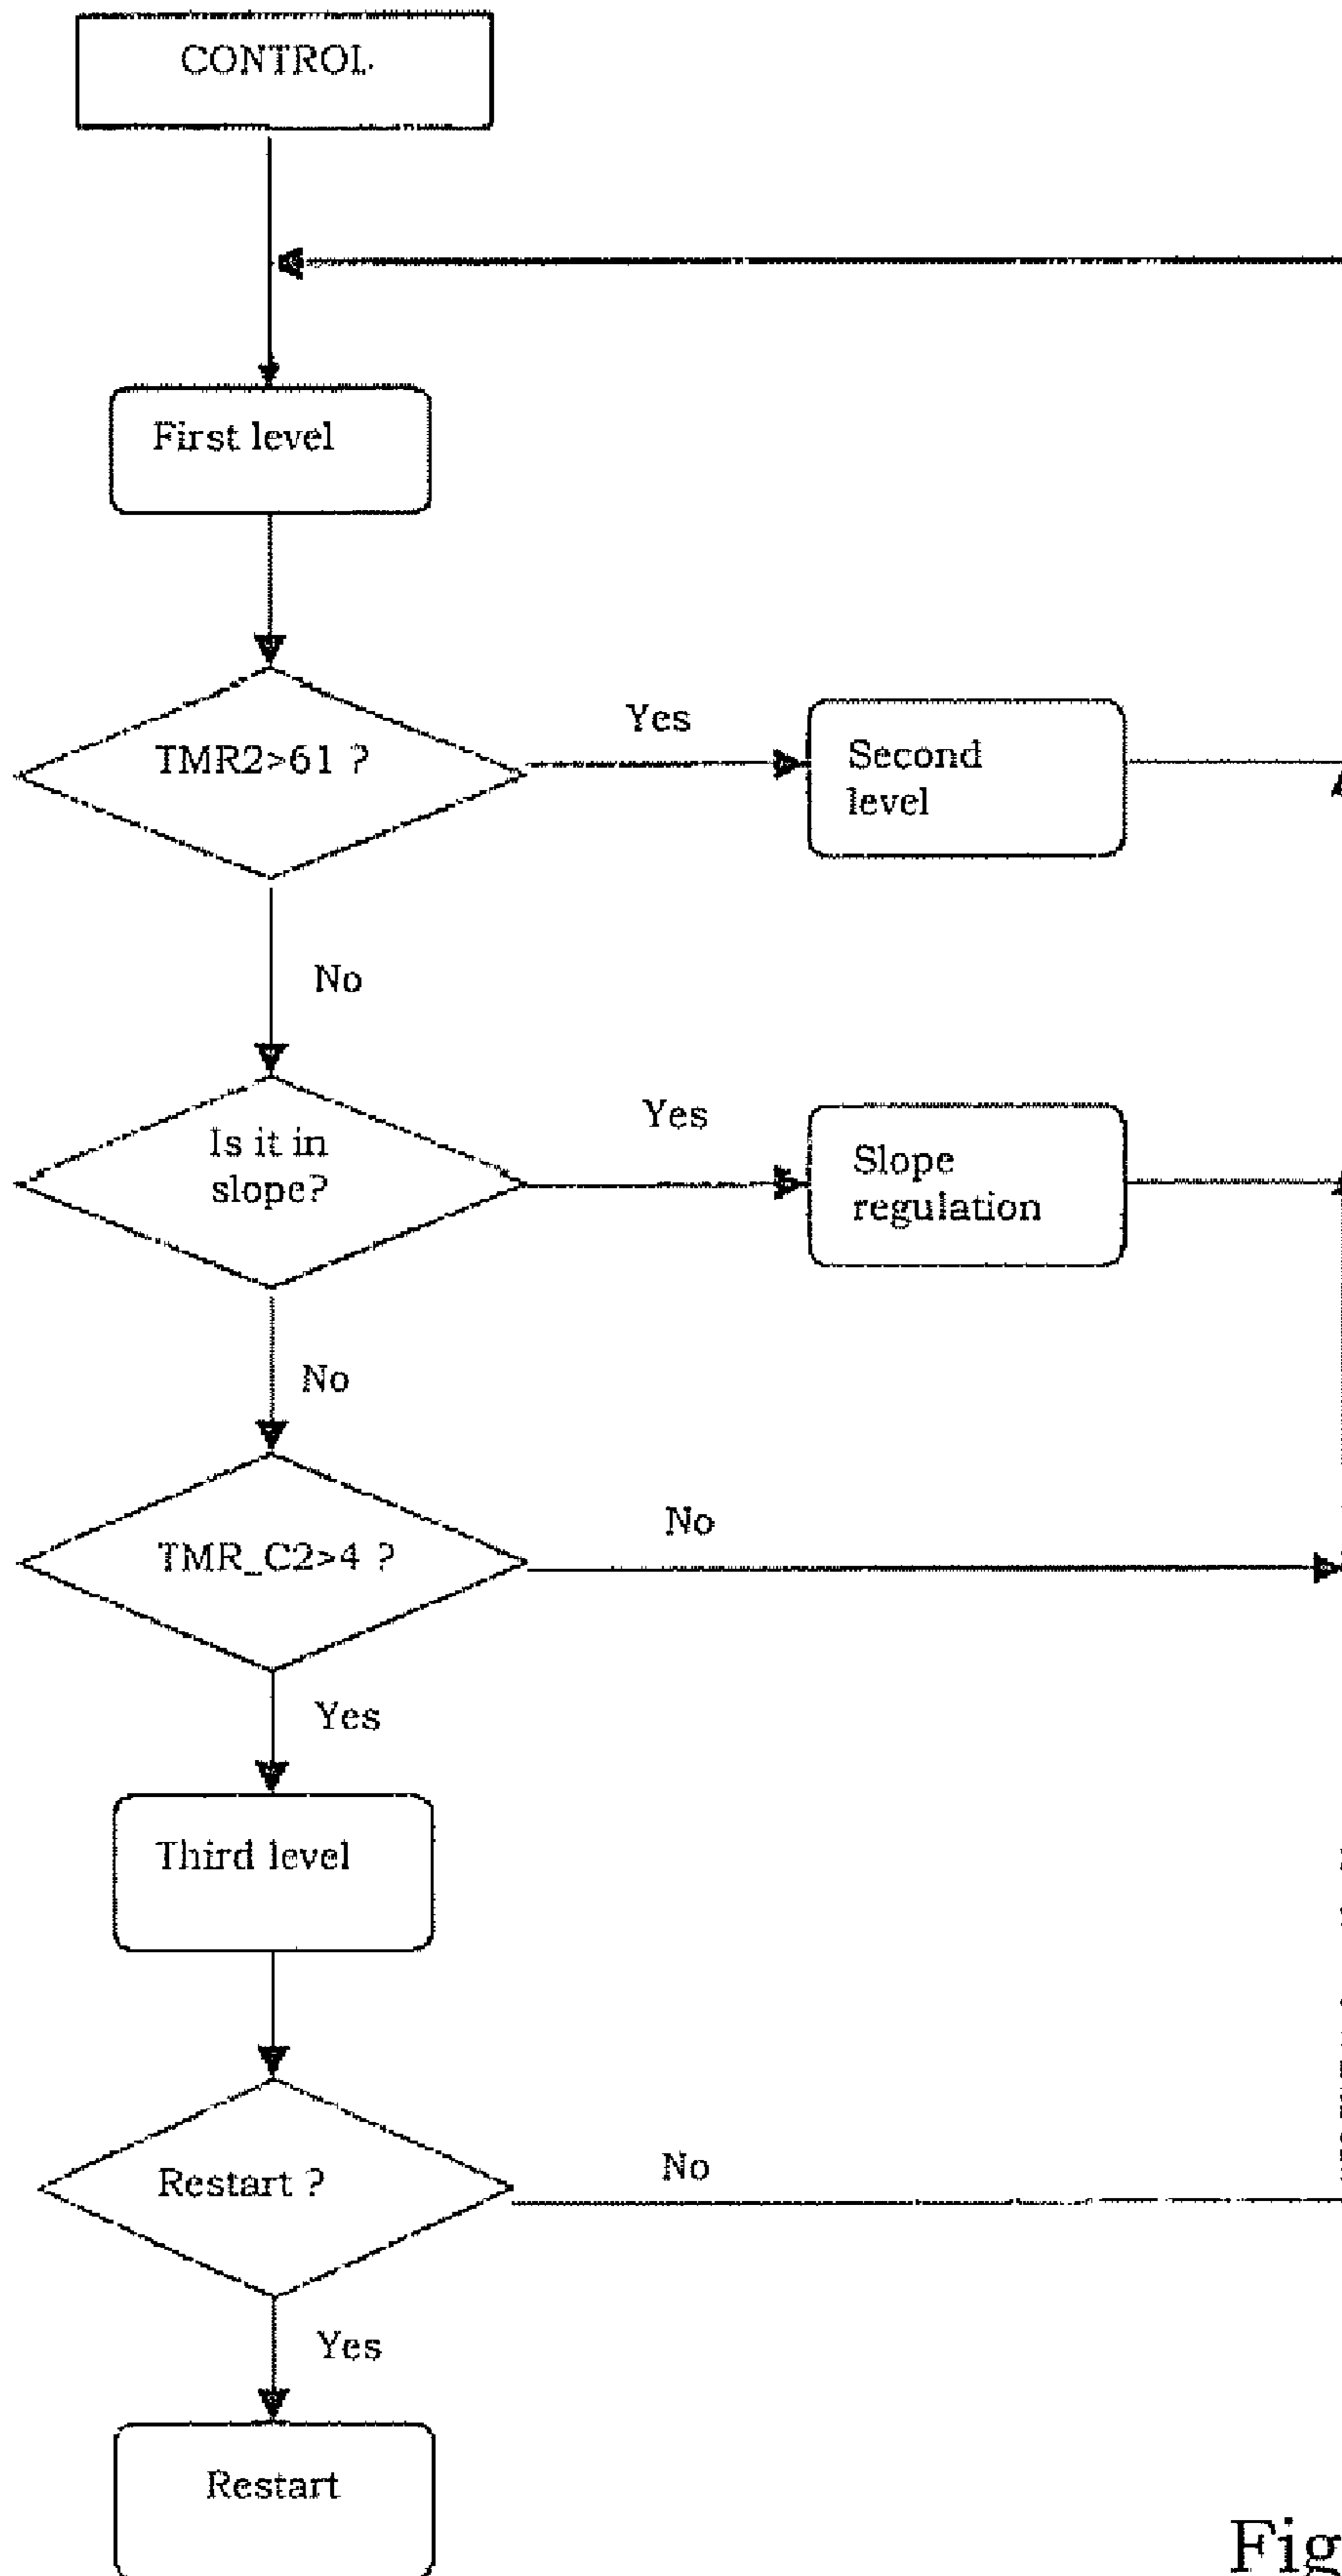 CONTROL
First level
TMR2>61 ?
Yes
Second
level
No
Is it in
slope?
Yes
Slope
regulation
No
TMR_C2>4 ?
No
Yes
Third level
Restart ?
No
Yes
Restart
Fig